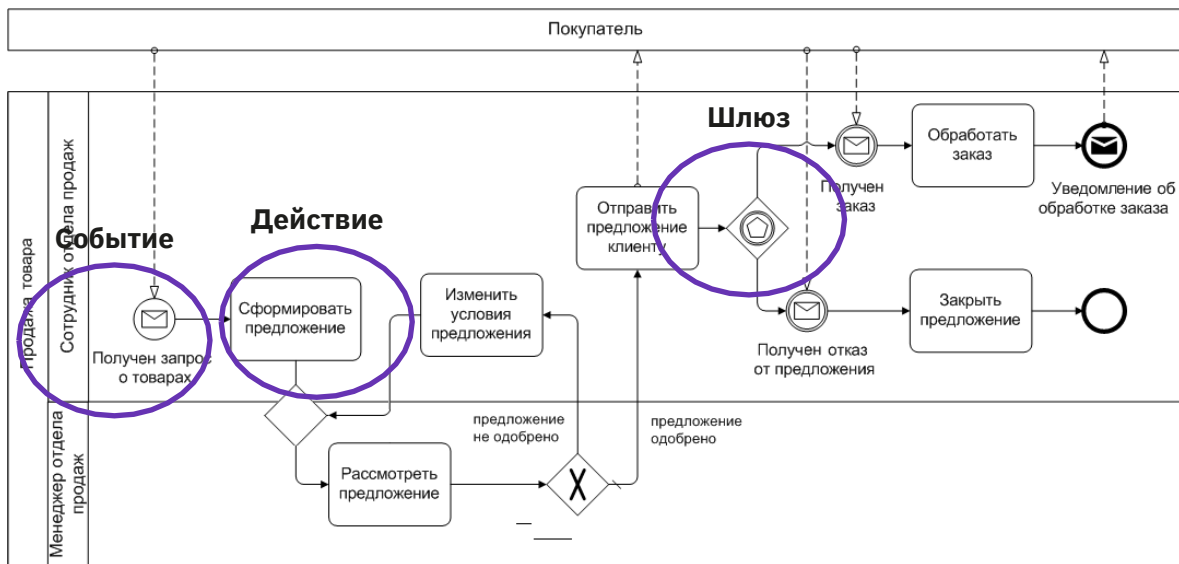 Покупатель
Продажа товара
Сотрудник отдела продаж
Менеджер отдела
продаж
Событие
Действие
Шлюз
Получен запрос
о товарах
Сформировать
предложение
Изменить
условия
предложения
Отправить
предложение
клиенту
Получен
заказ
Обработать
заказ
Уведомление об
обработке заказа
Получен отказ
от предложения
Закрыть
предложение
предложение
не одобрено
предложение
одобрено
Рассмотреть
предложение